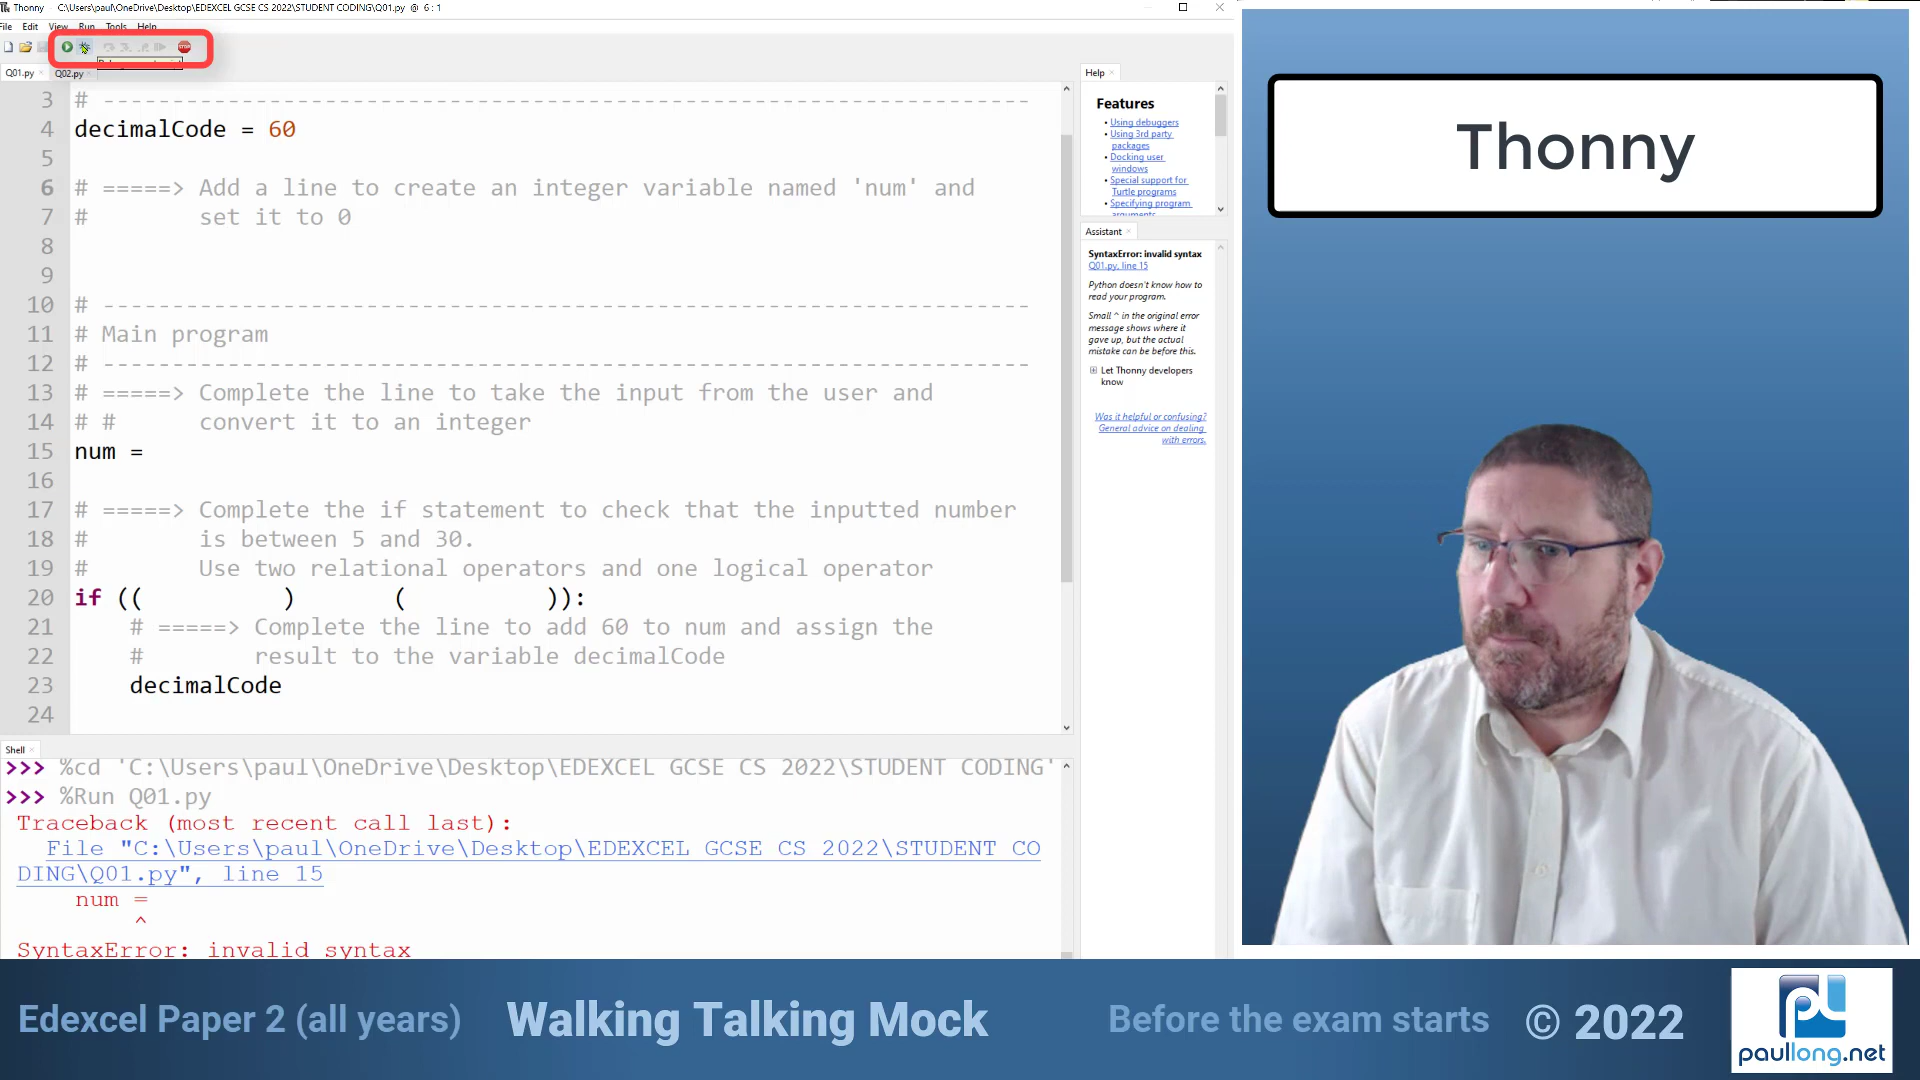 Thonny - C:\Users\paul\OneDrive\Desktop\EDEXCEL GCSE CS 2022\STUDENT CODING\Q01.py @ 6 : 1
File Edit View Run Tools Help
STOP
Q01.py
Q02.py
3 # -------------------------------------------------------------------
4 decimalCode = 60
5
6 # =====> Add a line to create an integer variable named 'num' and
7 #        set it to 0
8
9
10 # -------------------------------------------------------------------
11 # Main program
12 # -------------------------------------------------------------------
13 # =====> Complete the line to take the input from the user and
14 # #      convert it to an integer
15 num =
16
17 # =====> Complete the if statement to check that the inputted number
18 #        is between 5 and 30.
19 #        Use two relational operators and one logical operator
20 if ((          )       (          )):
21     # =====> Complete the line to add 60 to num and assign the
22     #        result to the variable decimalCode
23     decimalCode
24
Shell
>>> %cd 'C:\Users\paul\OneDrive\Desktop\EDEXCEL GCSE CS 2022\STUDENT CODING'
>>> %Run Q01.py
Traceback (most recent call last):
File "C:\Users\paul\OneDrive\Desktop\EDEXCEL GCSE CS 2022\STUDENT CO
DING\Q01.py", line 15
num =
^
SyntaxError: invalid syntax
Help
Features
• Using debuggers
• Using 3rd party
packages
• Docking user
windows
• Special support for
Turtle programs
• Specifying program
arguments
Assistant
SyntaxError: invalid syntax
Q01.py, line 15
Python doesn't know how to
read your program.
Small ^ in the original error
message shows where it
gave up, but the actual
mistake can be before this.
Let Thonny developers
know
Was it helpful or confusing?
General advice on dealing
with errors.
Thonny
Edexcel Paper 2 (all years)
Walking Talking Mock
Before the exam starts
© 2022
pl
paullong.net